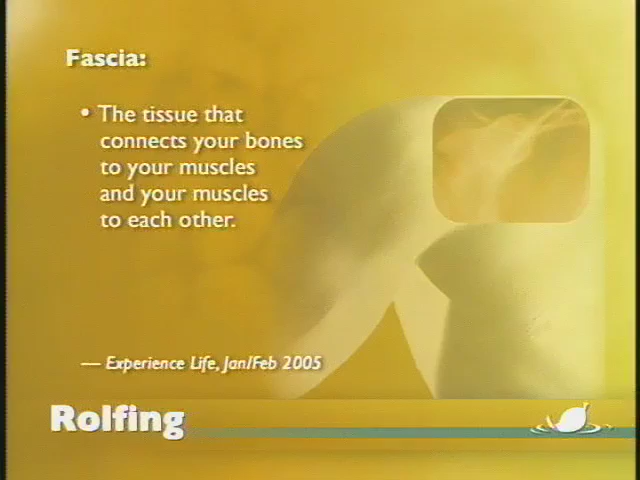 Fascia:
• The tissue that
connects your bones
to your muscles
and your muscles
to each other.
— Experience Life, Jan/Feb 2005
Rolfing